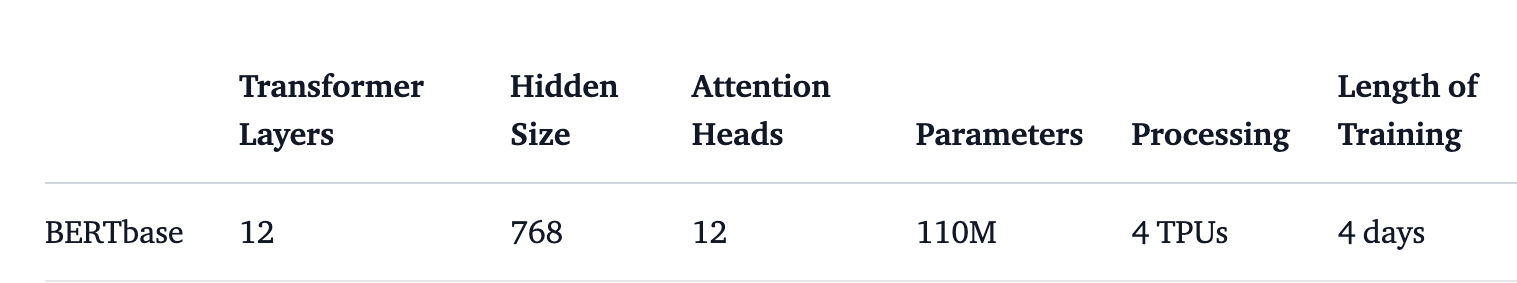 Transformer Layers Hidden Size Attention Heads Parameters Processing Length of Training
BERTbase 12 768 12 110M 4 TPUs 4 days